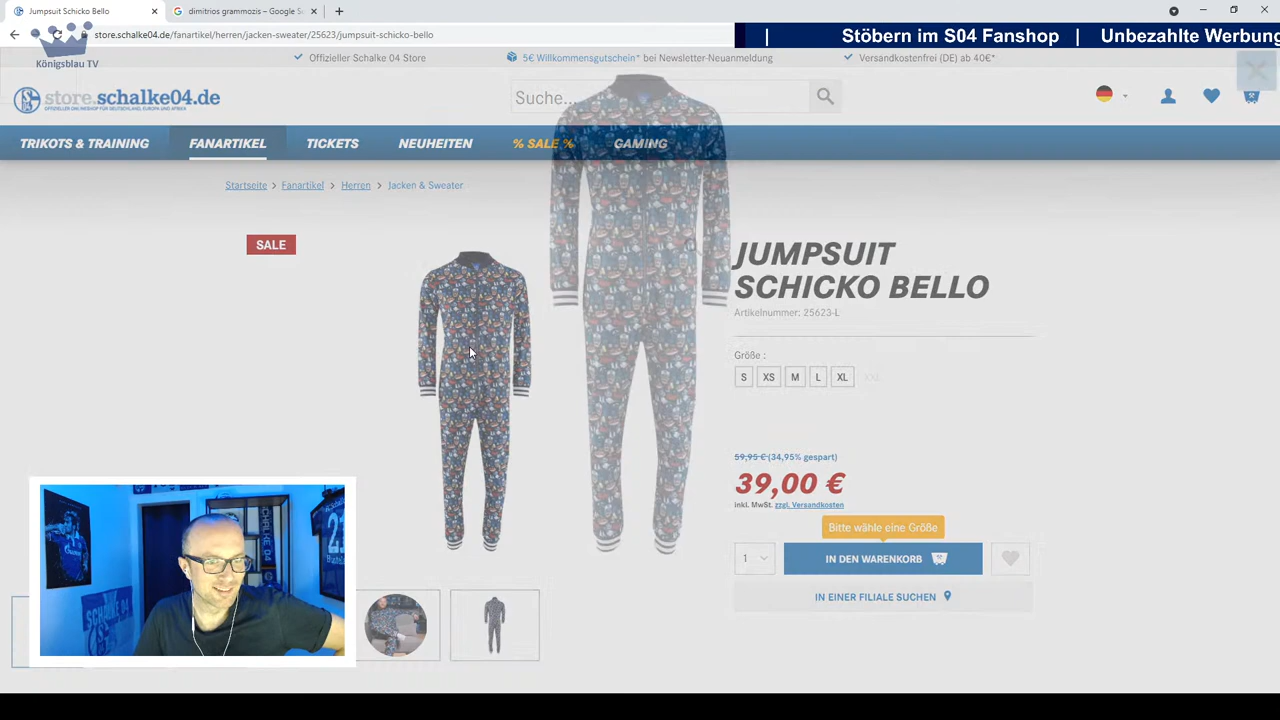 Jumpsuit Schicko Bello
dimitrios grammozis – Google S
store.schalke04.de/fanartikel/herren/jacken-sweater/25623/jumpsuit-schicko-bello
| Stöbern im S04 Fanshop | Unbezahlte Werbung
Königsblau TV
Offizieller Schalke 04 Store
5€ Willkommensgutschein* bei Newsletter-Neuanmeldung
Versandkostenfrei (DE) ab 40€*
store.schalke04.de
Suche...
TRIKOTS & TRAINING
FANARTIKEL
TICKETS
NEUHEITEN
% SALE %
GAMING
Startseite > Fanartikel > Herren > Jacken & Sweater
SALE
JUMPSUIT
SCHICKO BELLO
Artikelnummer: 25623-L
Größe :
S XS M L XL XXL
59,95 € (34,95% gespart)
39,00 €
inkl. MwSt. zzgl. Versandkosten
Bitte wähle eine Größe
1
IN DEN WARENKORB
IN EINER FILIALE SUCHEN
SCHALKE 04